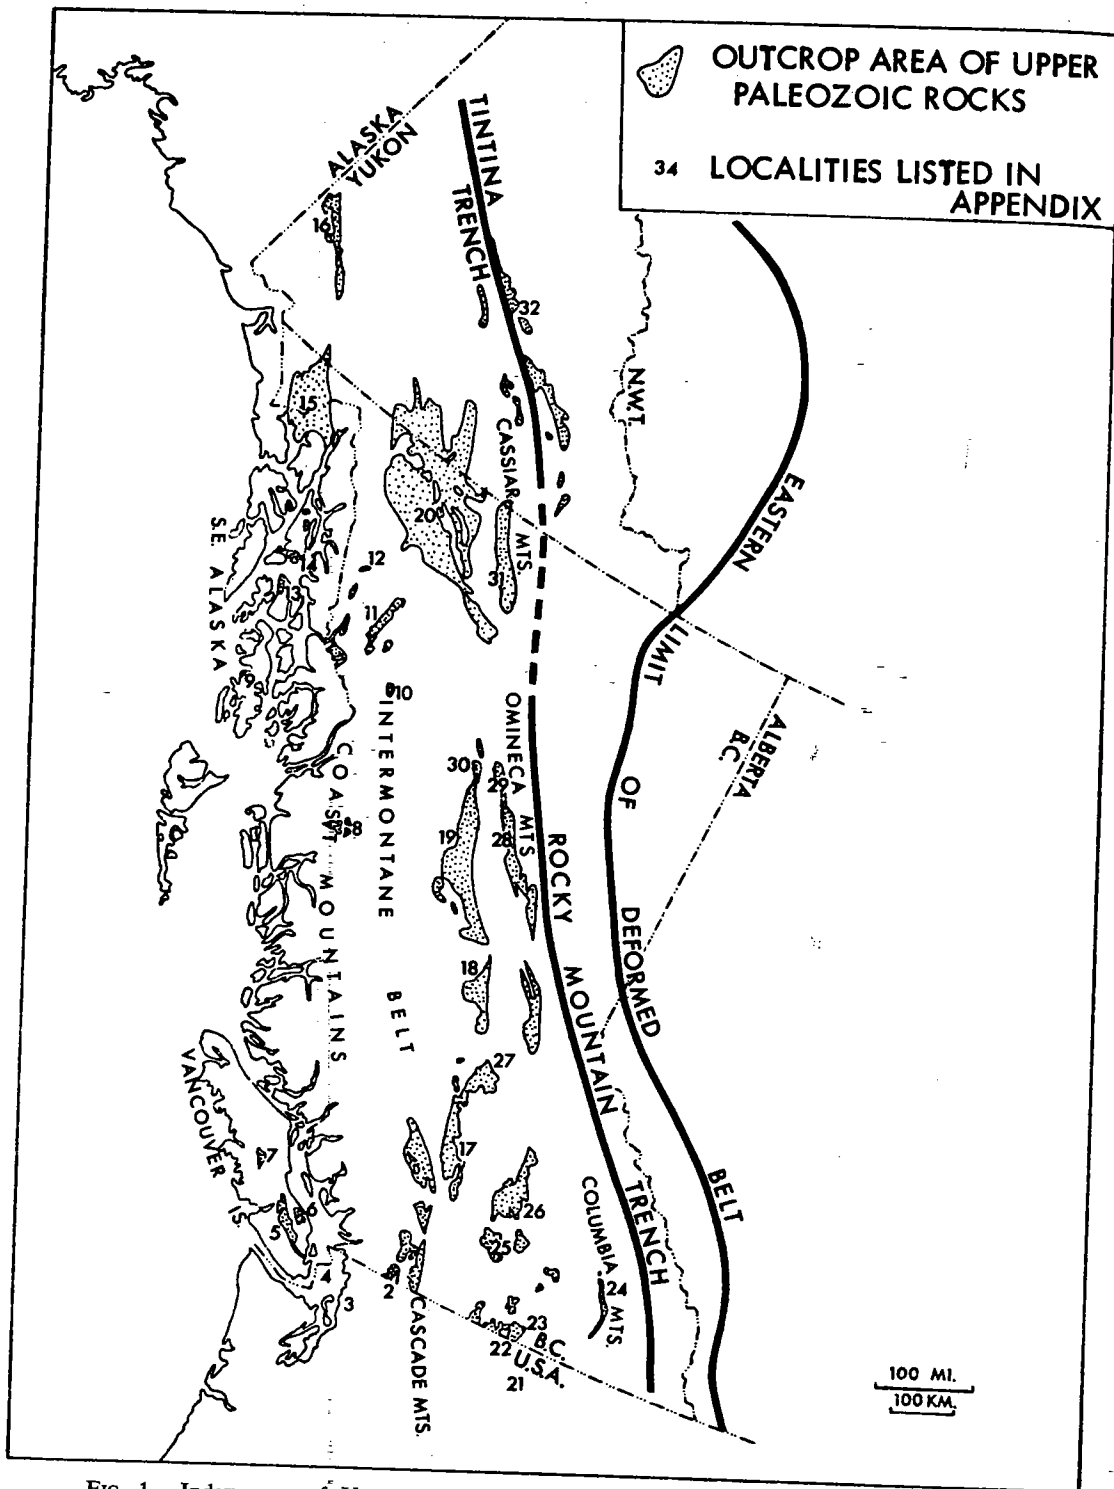 OUTCROP AREA OF UPPER
PALEOZOIC ROCKS
34 LOCALITIES LISTED IN
APPENDIX
ALASKA
YUKON
TINTINA
TRENCH
16
32
N.W.T.
15
CASSIAR
MTS.
EASTERN
LIMIT
OF
DEFORMED
BELT
20
S.E. ALASKA
14
13
12
11
31
9
10
INTERMONTANE
BELT
OMINECA
MTS
ALBERTA
B.C.
COAST MOUNTAINS
30
29
19
28
8
ROCKY
MOUNTAIN
TRENCH
18
27
VANCOUVER
IS.
7
17
6
5
26
25
COLUMBIA
MTS.
24
4
3
2
CASCADE MTS.
23
22
B.C.
U.S.A.
21
100 MI.
100 KM.